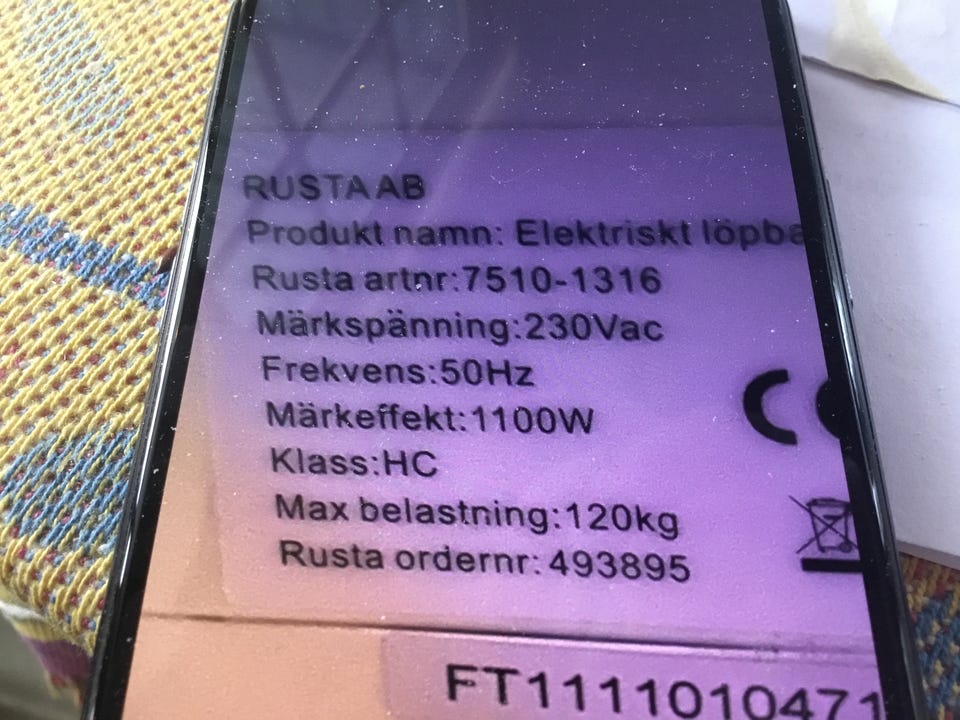 RUSTA AB
Produkt namn: Elektriskt löpba
Rusta artnr:7510-1316
Märkspänning:230Vac
Frekvens:50Hz
Märkeffekt:1100W
Klass:HC
Max belastning:120kg
Rusta ordernr: 493895
FT1111010471